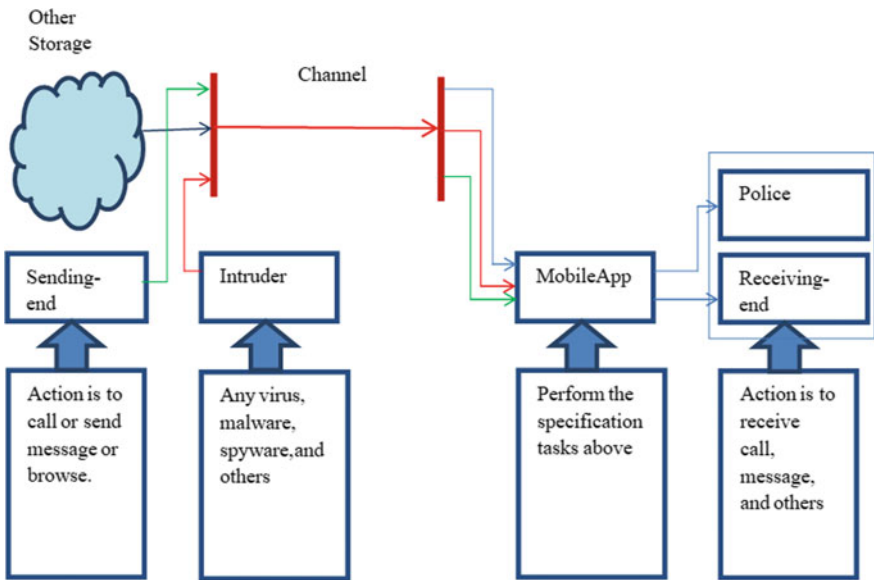 Other
Storage
Channel
Police
Sending-
end
Intruder
MobileApp
Receiving-
end
Action is to
call or send
message or
browse.
Any virus,
malware,
spyware,and
others
Perform the
specification
tasks above
Action is to
receive
call,
message,
and others